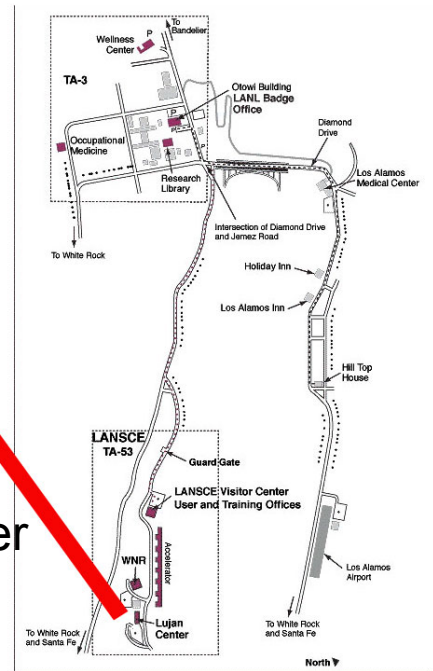 To
Bandelier
Wellness
Center
P
TA-3
Otowi Building
LANL Badge
Office
P
P
Diamond
Drive
Occupational
Medicine
Research
Library
Los Alamos
Medical Center
Intersection of Diamond Drive
and Jemez Road
To White Rock
Holiday Inn
Los Alamos Inn
Hill Top
House
LANSCE
TA-53
Guard Gate
LANSCE Visitor Center
User and Training Offices
er
WNR
Accelerator
Los Alamos
Airport
Lujan
Center
To White Rock
and Santa Fe
To White Rock
and Santa Fe
North